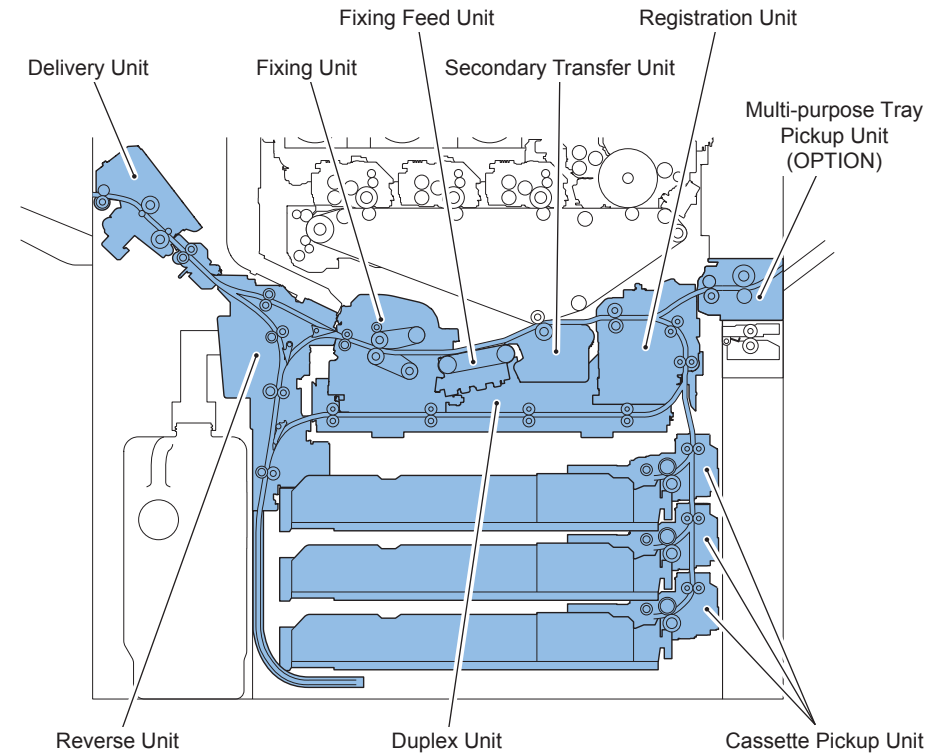 Fixing Feed Unit
Registration Unit
Delivery Unit
Fixing Unit
Secondary Transfer Unit
Multi-purpose Tray
Pickup Unit
(OPTION)
Reverse Unit
Duplex Unit
Cassette Pickup Unit